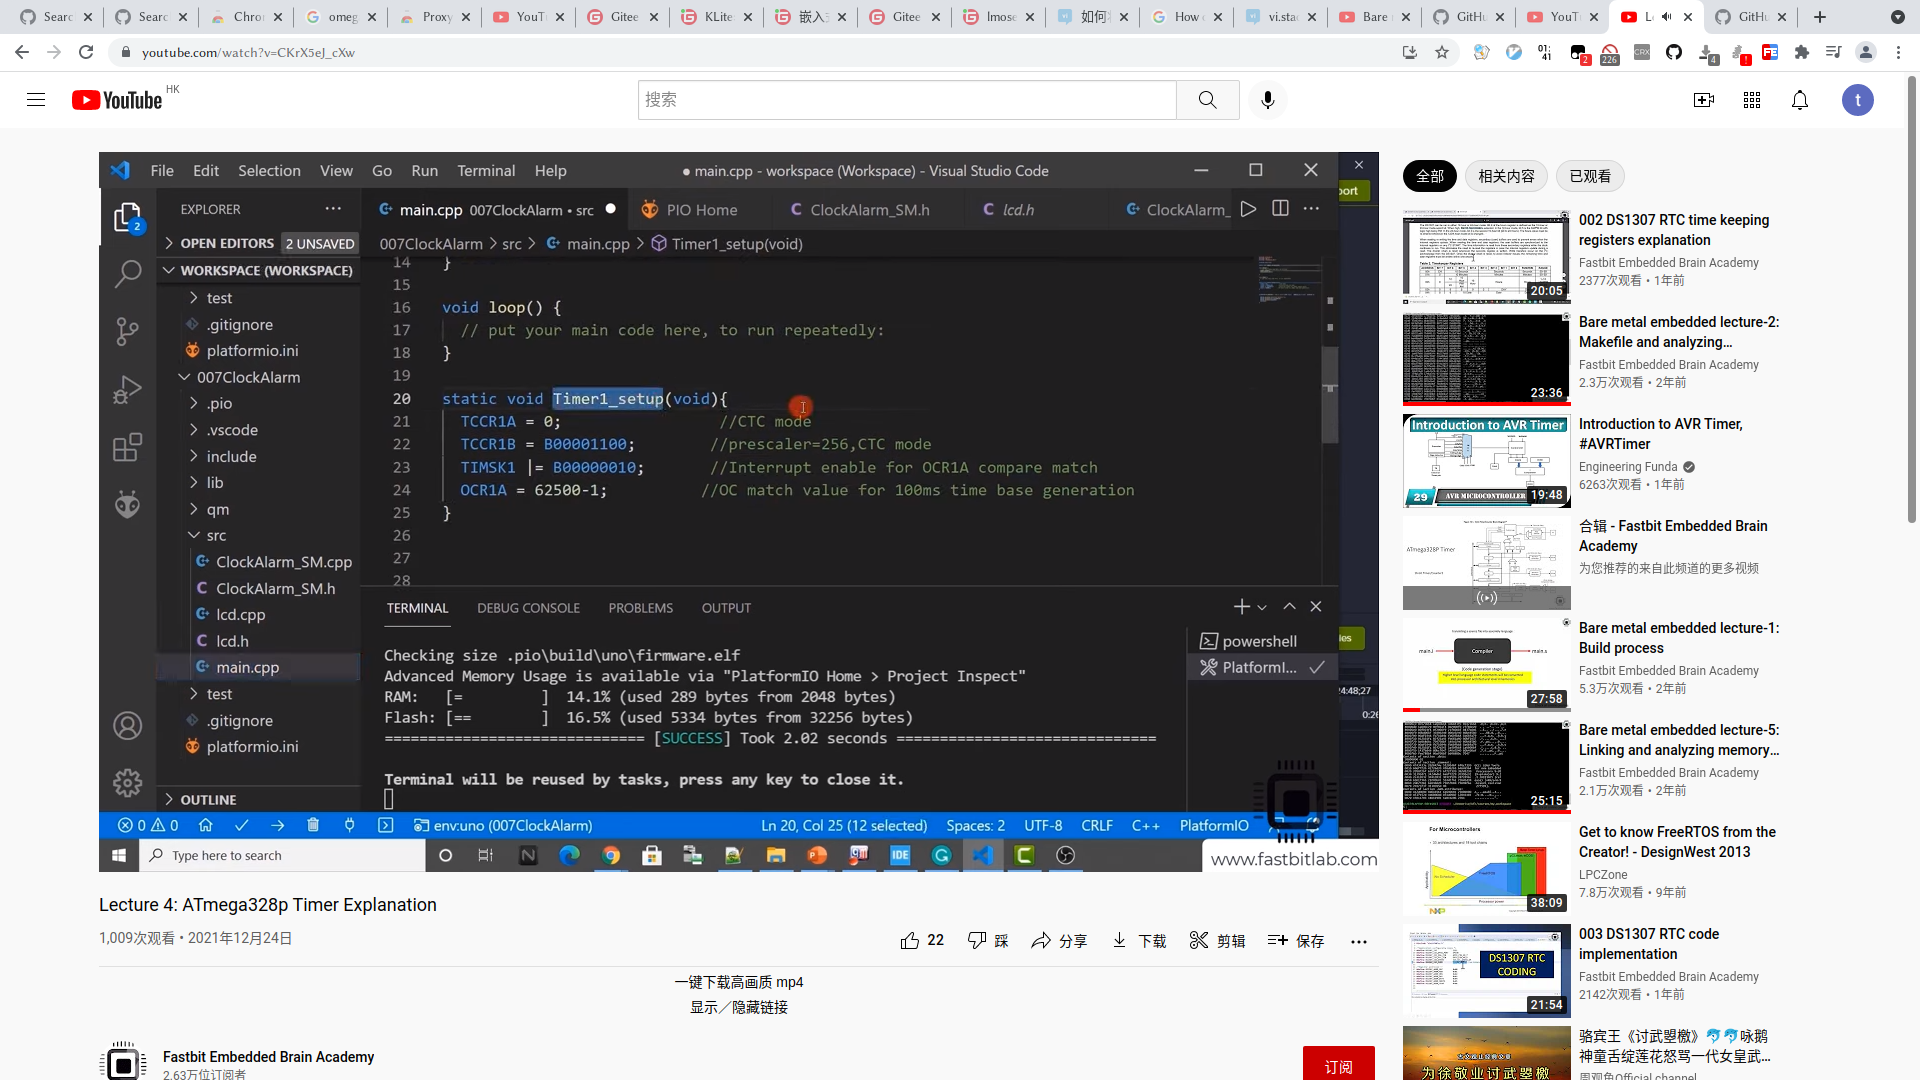 Searc
Searc
Chro
omeg
Proxy
YouT
Gitee
KLite
嵌入
Gitee
lmose
如何
How 
vi.sta
Bare
GitHu
YouTu
L
GitHu
youtube.com/watch?v=CKrX5eJ_cXw
01:
41
2
226
CRX
4
!
YouTube HK
搜索
t
File Edit Selection View Go Run Terminal Help
● main.cpp - workspace (Workspace) - Visual Studio Code
port
全部
相关内容
已观看
2
EXPLORER
OPEN EDITORS 2 UNSAVED
WORKSPACE (WORKSPACE)
test
.gitignore
platformio.ini
007ClockAlarm
.pio
.vscode
include
lib
qm
src
ClockAlarm_SM.cpp
ClockAlarm_SM.h
lcd.cpp
lcd.h
main.cpp
test
.gitignore
platformio.ini
OUTLINE
main.cpp 007ClockAlarm • src ●
PIO Home
ClockAlarm_SM.h
lcd.h
ClockAlarm_
007ClockAlarm > src > main.cpp > Timer1_setup(void)
14 }
15
16 void loop() {
17 // put your main code here, to run repeatedly:
18 }
19
20 static void Timer1_setup(void){
21 TCCR1A = 0; //CTC mode
22 TCCR1B = B00001100; //prescaler=256,CTC mode
23 TIMSK1 |= B00000010; //Interrupt enable for OCR1A compare match
24 OCR1A = 62500-1; //OC match value for 100ms time base generation
25 }
26
27
28
TERMINAL DEBUG CONSOLE PROBLEMS OUTPUT
powershell
PlatformI...
Checking size .pio\build\uno\firmware.elf
Advanced Memory Usage is available via "PlatformIO Home > Project Inspect"
RAM: [= ] 14.1% (used 289 bytes from 2048 bytes)
Flash: [== ] 16.5% (used 5334 bytes from 32256 bytes)
============================== [SUCCESS] Took 2.02 seconds ==============================
Terminal will be reused by tasks, press any key to close it.
0 0 env:uno (007ClockAlarm) Ln 20, Col 25 (12 selected) Spaces: 2 UTF-8 CRLF C++ PlatformIO
Type here to search
IDE
www.fastbitlab.com
Lecture 4: ATmega328p Timer Explanation
1,009次观看 • 2021年12月24日
22 踩 分享 下载 剪辑 保存
一键下载高画质 mp4
显示／隐藏链接
Fastbit Embedded Brain Academy
2.63万位订阅者
订阅
002 DS1307 RTC time keeping
registers explanation
Fastbit Embedded Brain Academy
2377次观看 • 1年前
20:05
Bare metal embedded lecture-2:
Makefile and analyzing…
Fastbit Embedded Brain Academy
2.3万次观看 • 2年前
23:36
Introduction to AVR Timer
29 AVR MICROCONTROLLER
19:48
Introduction to AVR Timer,
#AVRTimer
Engineering Funda
6263次观看 • 1年前
ATmega328P Timer
合辑 - Fastbit Embedded Brain
Academy
为您推荐的来自此频道的更多视频
Compiler
27:58
Bare metal embedded lecture-1:
Build process
Fastbit Embedded Brain Academy
5.3万次观看 • 2年前
25:15
Bare metal embedded lecture-5:
Linking and analyzing memory…
Fastbit Embedded Brain Academy
2.1万次观看 • 2年前
For Microcontrollers
NXP
38:09
Get to know FreeRTOS from the
Creator! - DesignWest 2013
LPCZone
7.8万次观看 • 9年前
DS1307 RTC
CODING
21:54
003 DS1307 RTC code
implementation
Fastbit Embedded Brain Academy
2142次观看 • 1年前
为徐敬业讨武曌檄
骆宾王《讨武曌檄》🐬🐬咏鹅
神童舌绽莲花怒骂一代女皇武…